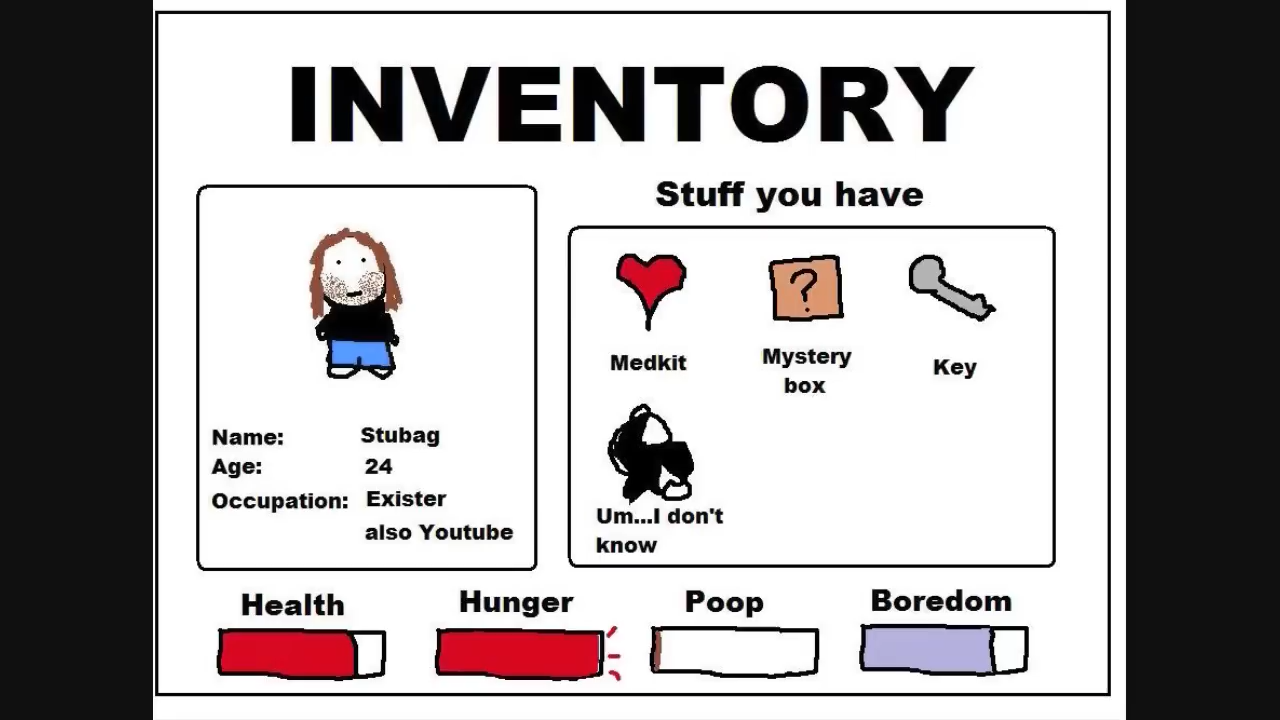 INVENTORY
Stuff you have
?
Medkit
Mystery
box
Key
Um...I don't
know
Name: Stubag
Age: 24
Occupation: Exister
also Youtube
Health
Hunger
Poop
Boredom